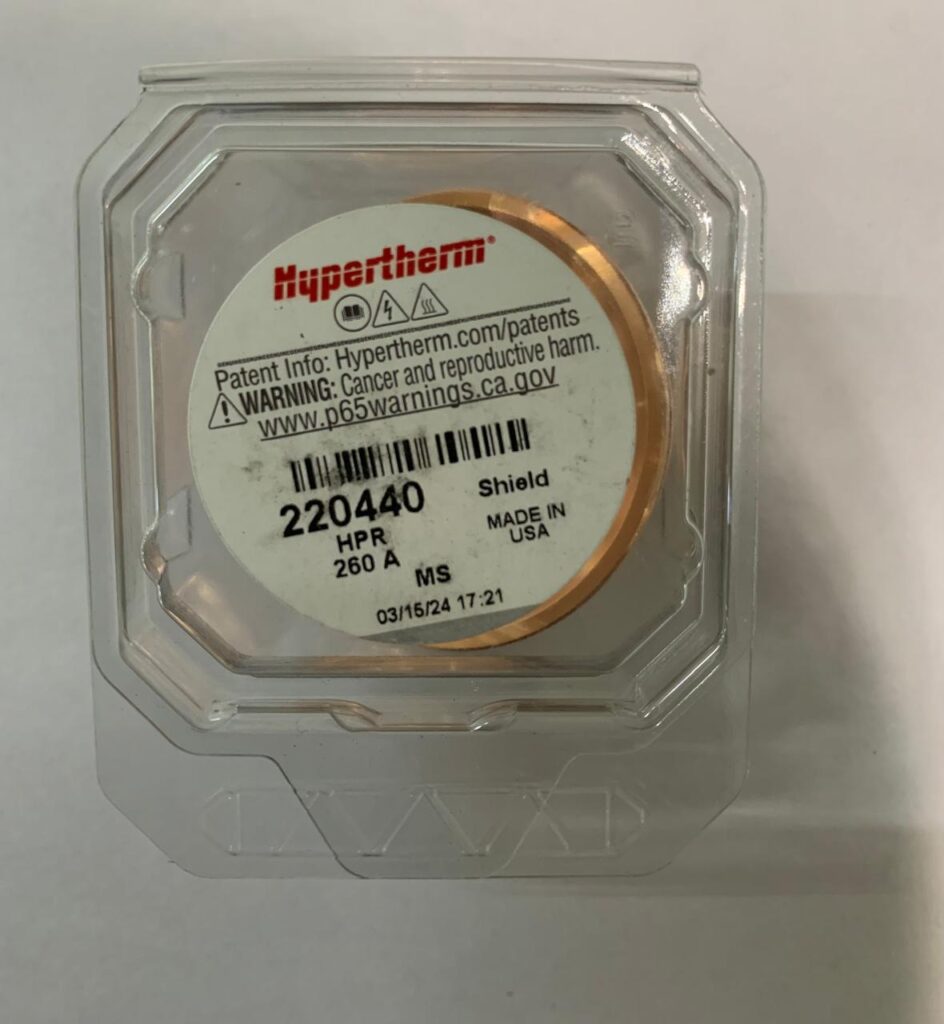 Hypertherm®
Patent Info: Hypertherm.com/patents
WARNING: Cancer and reproductive harm.
www.p65warnings.ca.gov
220440 Shield
HPR MADE IN
260 A USA
MS
03/15/24 17:21